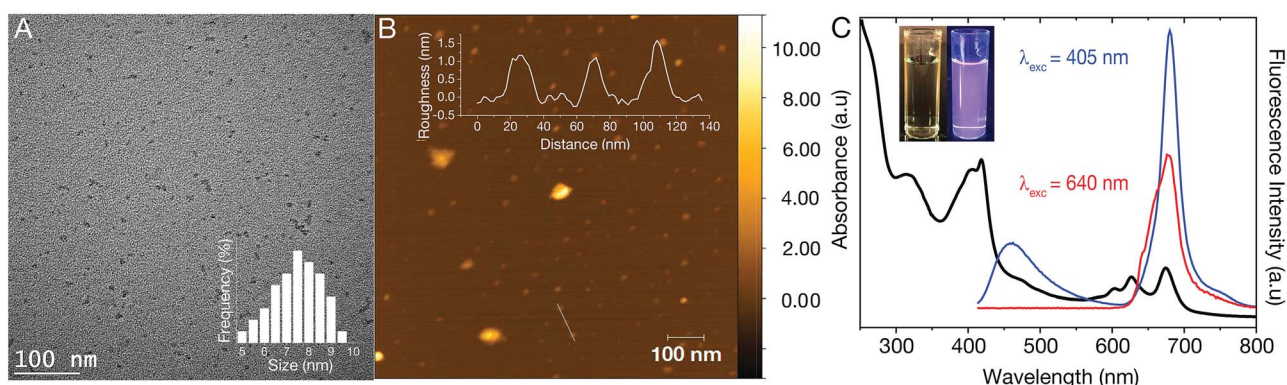 A
100 nm
Frequency (%)
5 6 7 8 9 10
Size (nm)
B
Roughness (nm)
1.5
1.0
0.5
0.0
-0.5
0 20 40 60 80 100 120 140
Distance (nm)
100 nm
10.00
8.00
6.00
4.00
2.00
0.00
C
Absorbance (a.u)
λexc = 405 nm
λexc = 640 nm
Fluorescence Intensity (a.u)
300 400 500 600 700 800
Wavelength (nm)